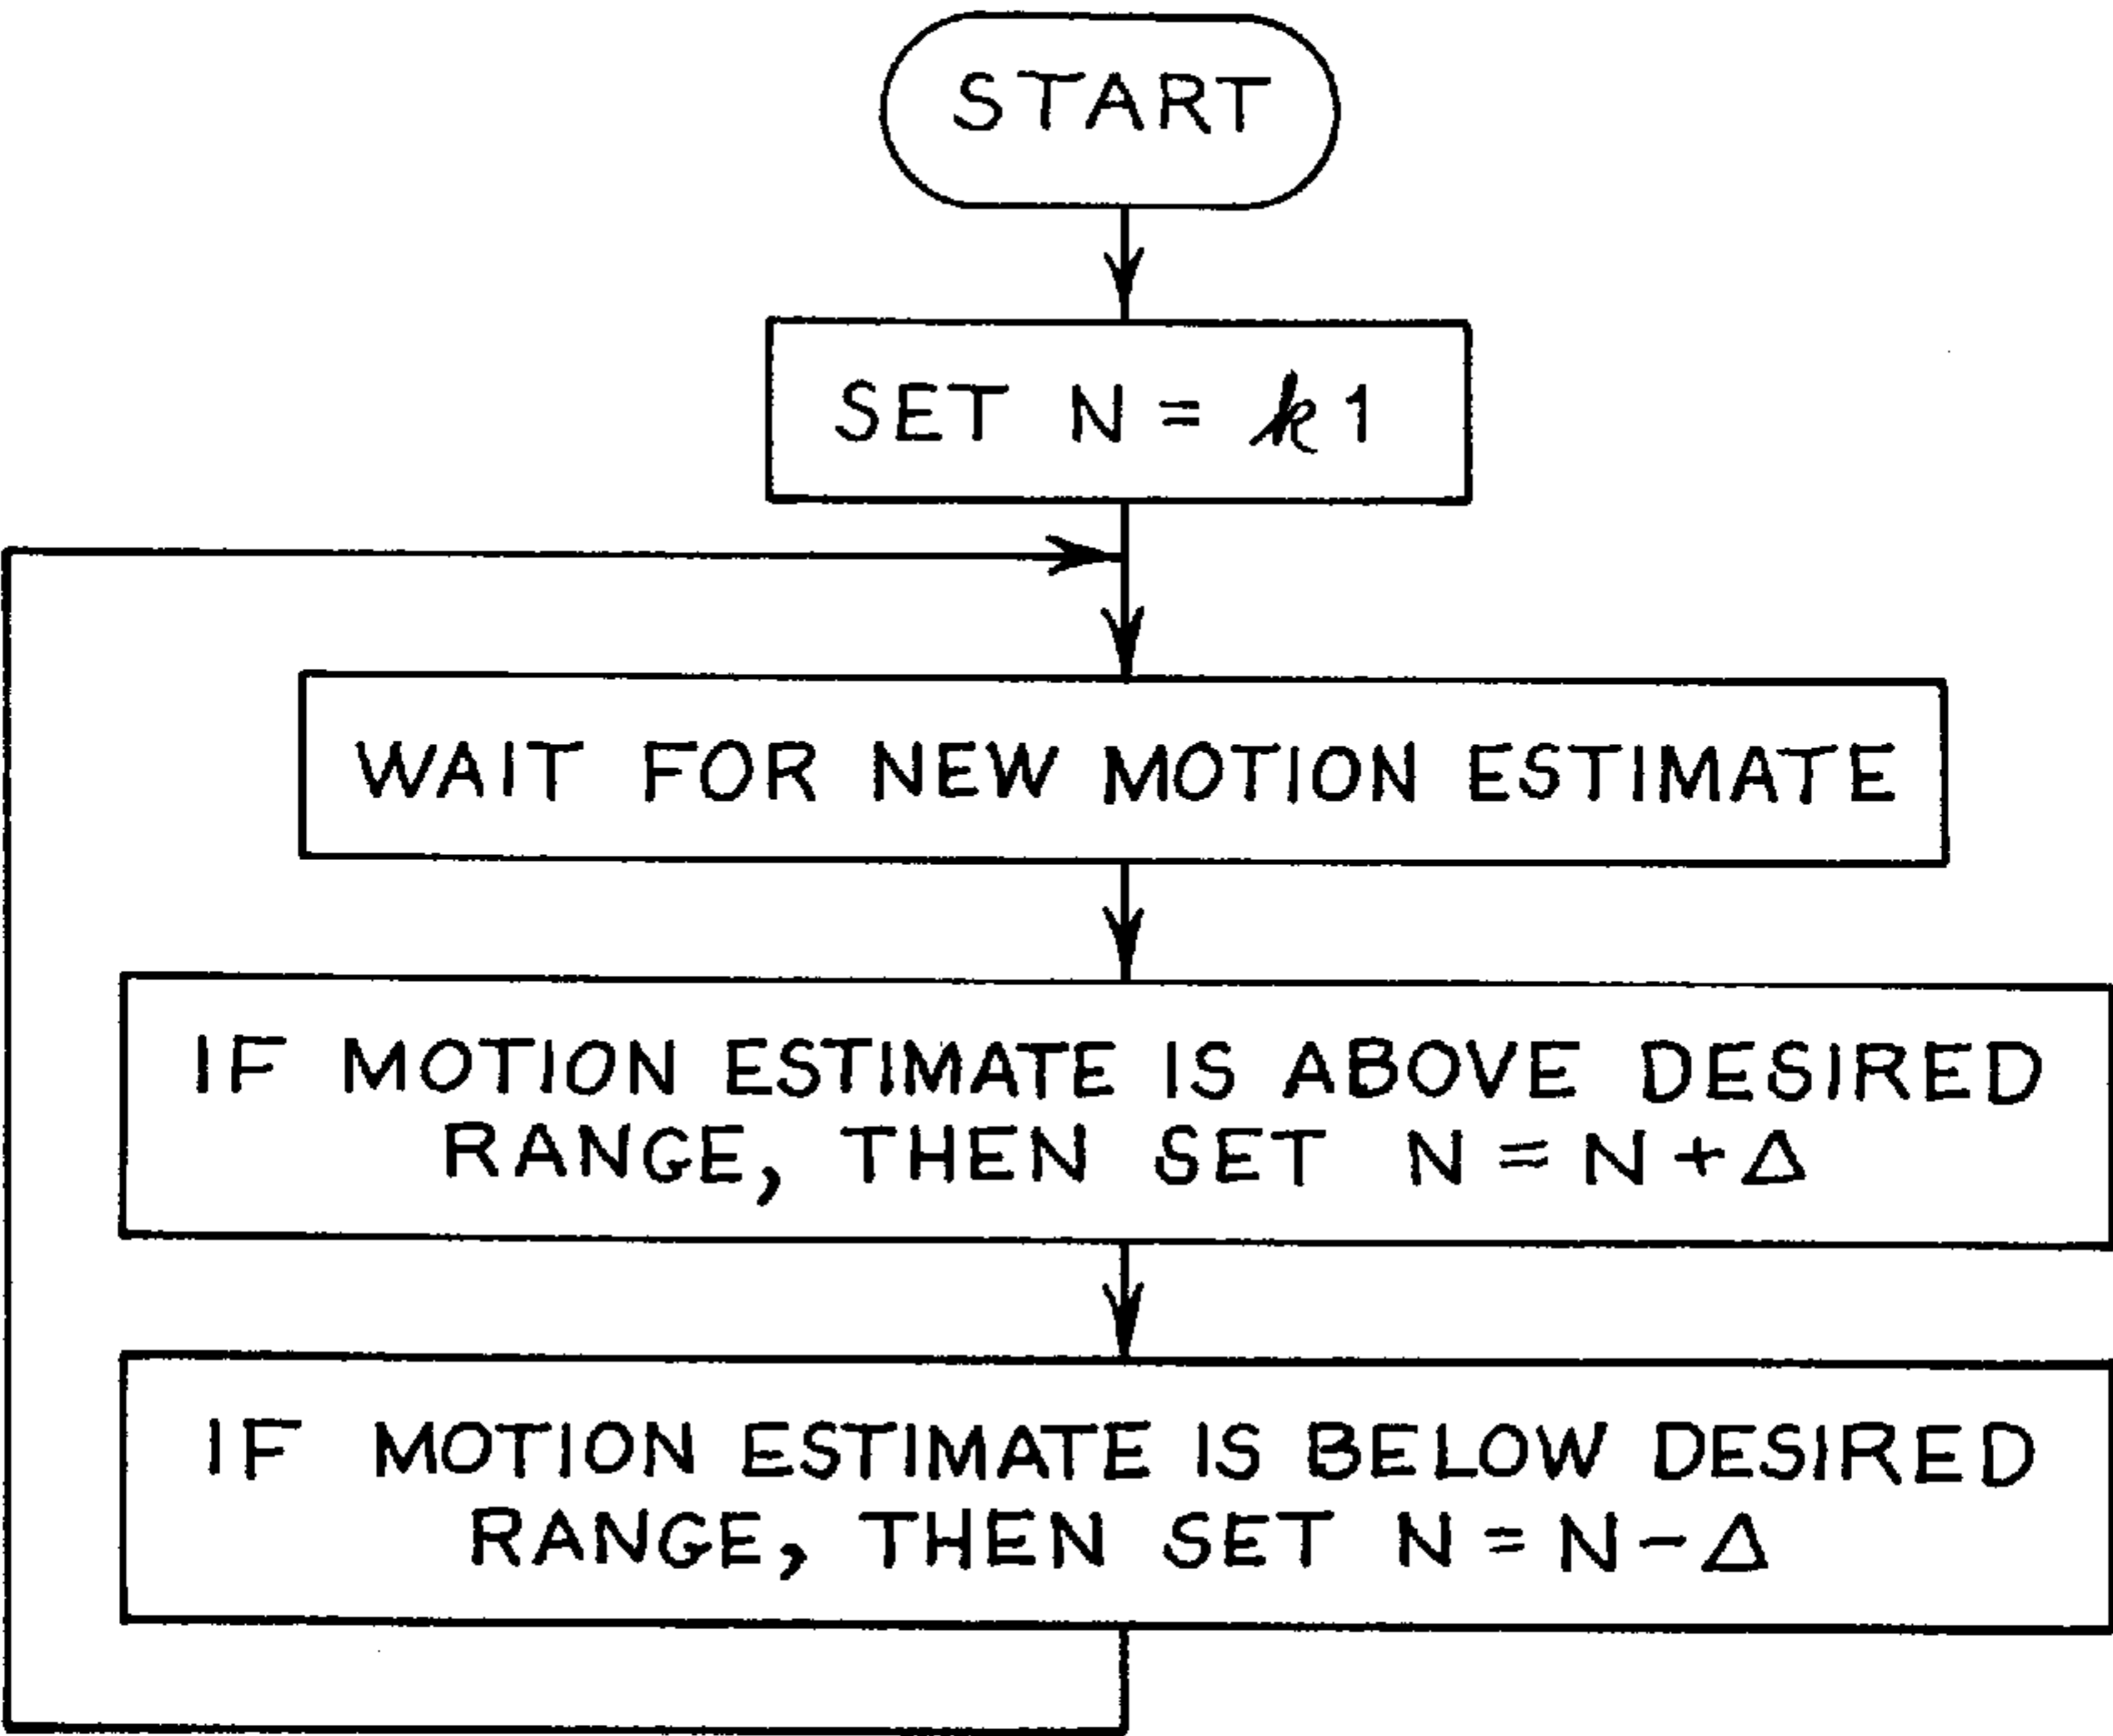 START
SET N = k1
WAIT FOR NEW MOTION ESTIMATE
IF MOTION ESTIMATE IS ABOVE DESIRED
RANGE, THEN SET N = N + Δ
IF MOTION ESTIMATE IS BELOW DESIRED
RANGE, THEN SET N = N - Δ